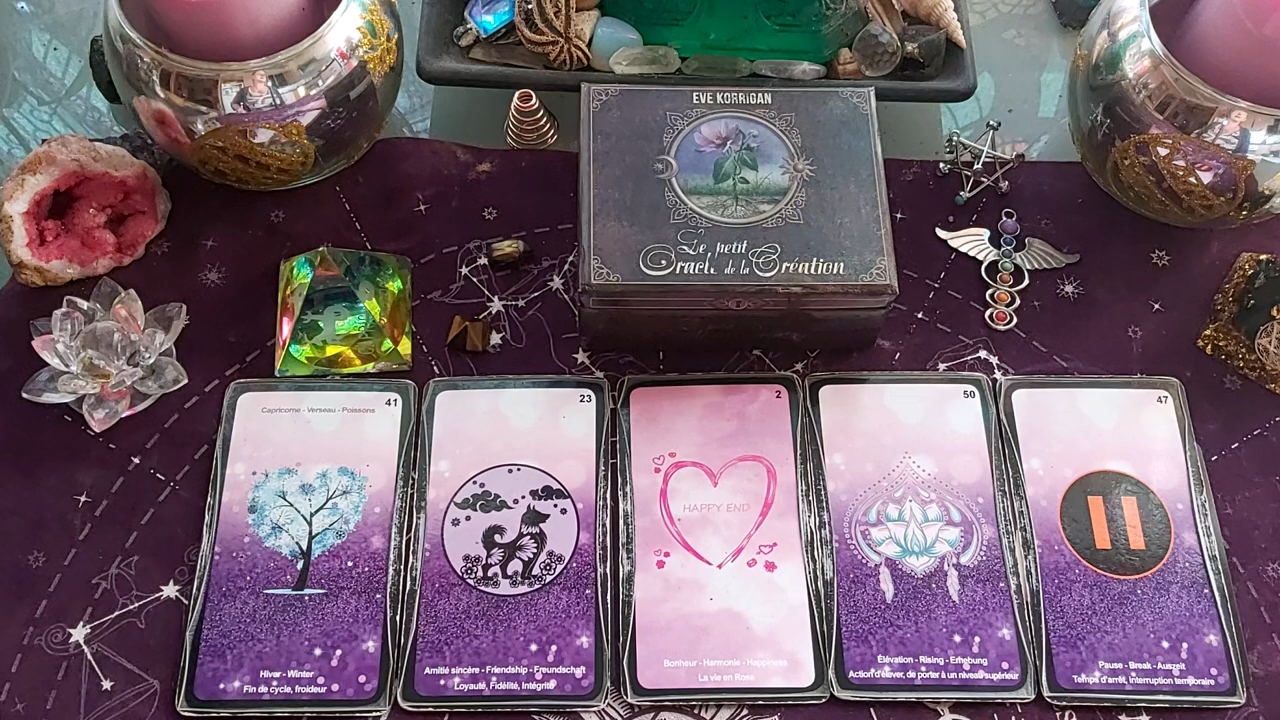 EVE KORRIGAN
Le petit
Oracle de la Création
41
Capricorne - Verseau - Poissons
Hiver - Winter
Fin de cycle, froideur
23
Amitié sincère - Friendship - Freundschaft
Loyauté, Fidélité, Intégrité
2
HAPPY END
Bonheur - Harmonie - Happiness
La vie en Rose
50
Élévation - Rising - Erhebung
Action d'élever, de porter à un niveau supérieur
47
Pause - Break - Auszeit
Temps d'arrêt, interruption temporaire